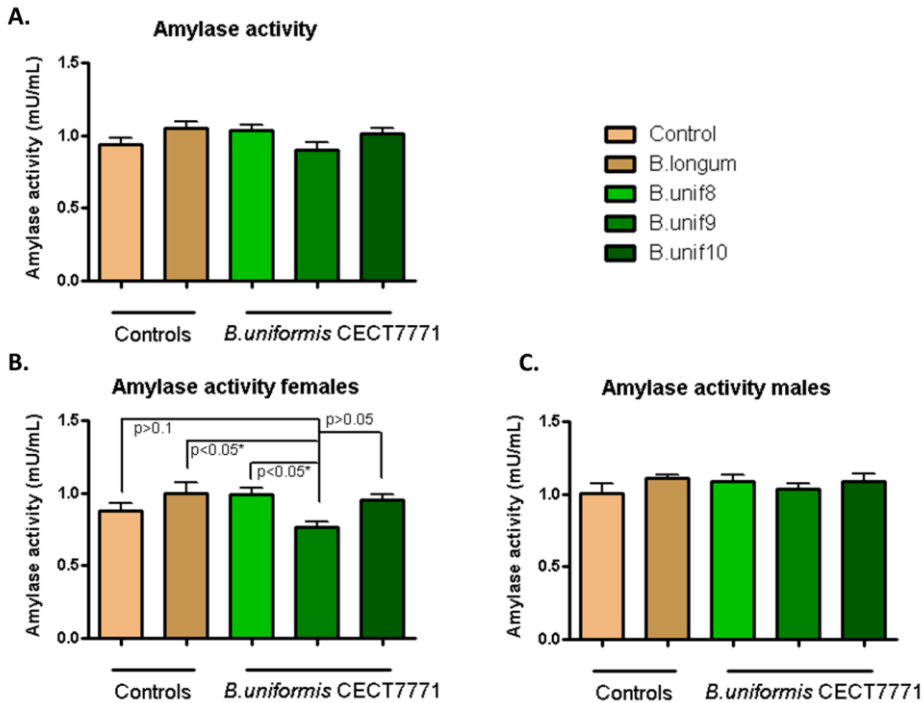 A.
Amylase activity
Amylase activity (mU/mL)
1.5
1.0
0.5
0.0
Controls
B.uniformis CECT7771
Control
B.longum
B.unif8
B.unif9
B.unif10
B.
Amylase activity females
Amylase activity (mU/mL)
1.5
1.0
0.5
0.0
p>0.1
p<0.05*
p<0.05*
p>0.05
Controls
B.uniformis CECT7771
C.
Amylase activity males
Amylase activity (mU/mL)
1.5
1.0
0.5
0.0
Controls
B.uniformis CECT7771